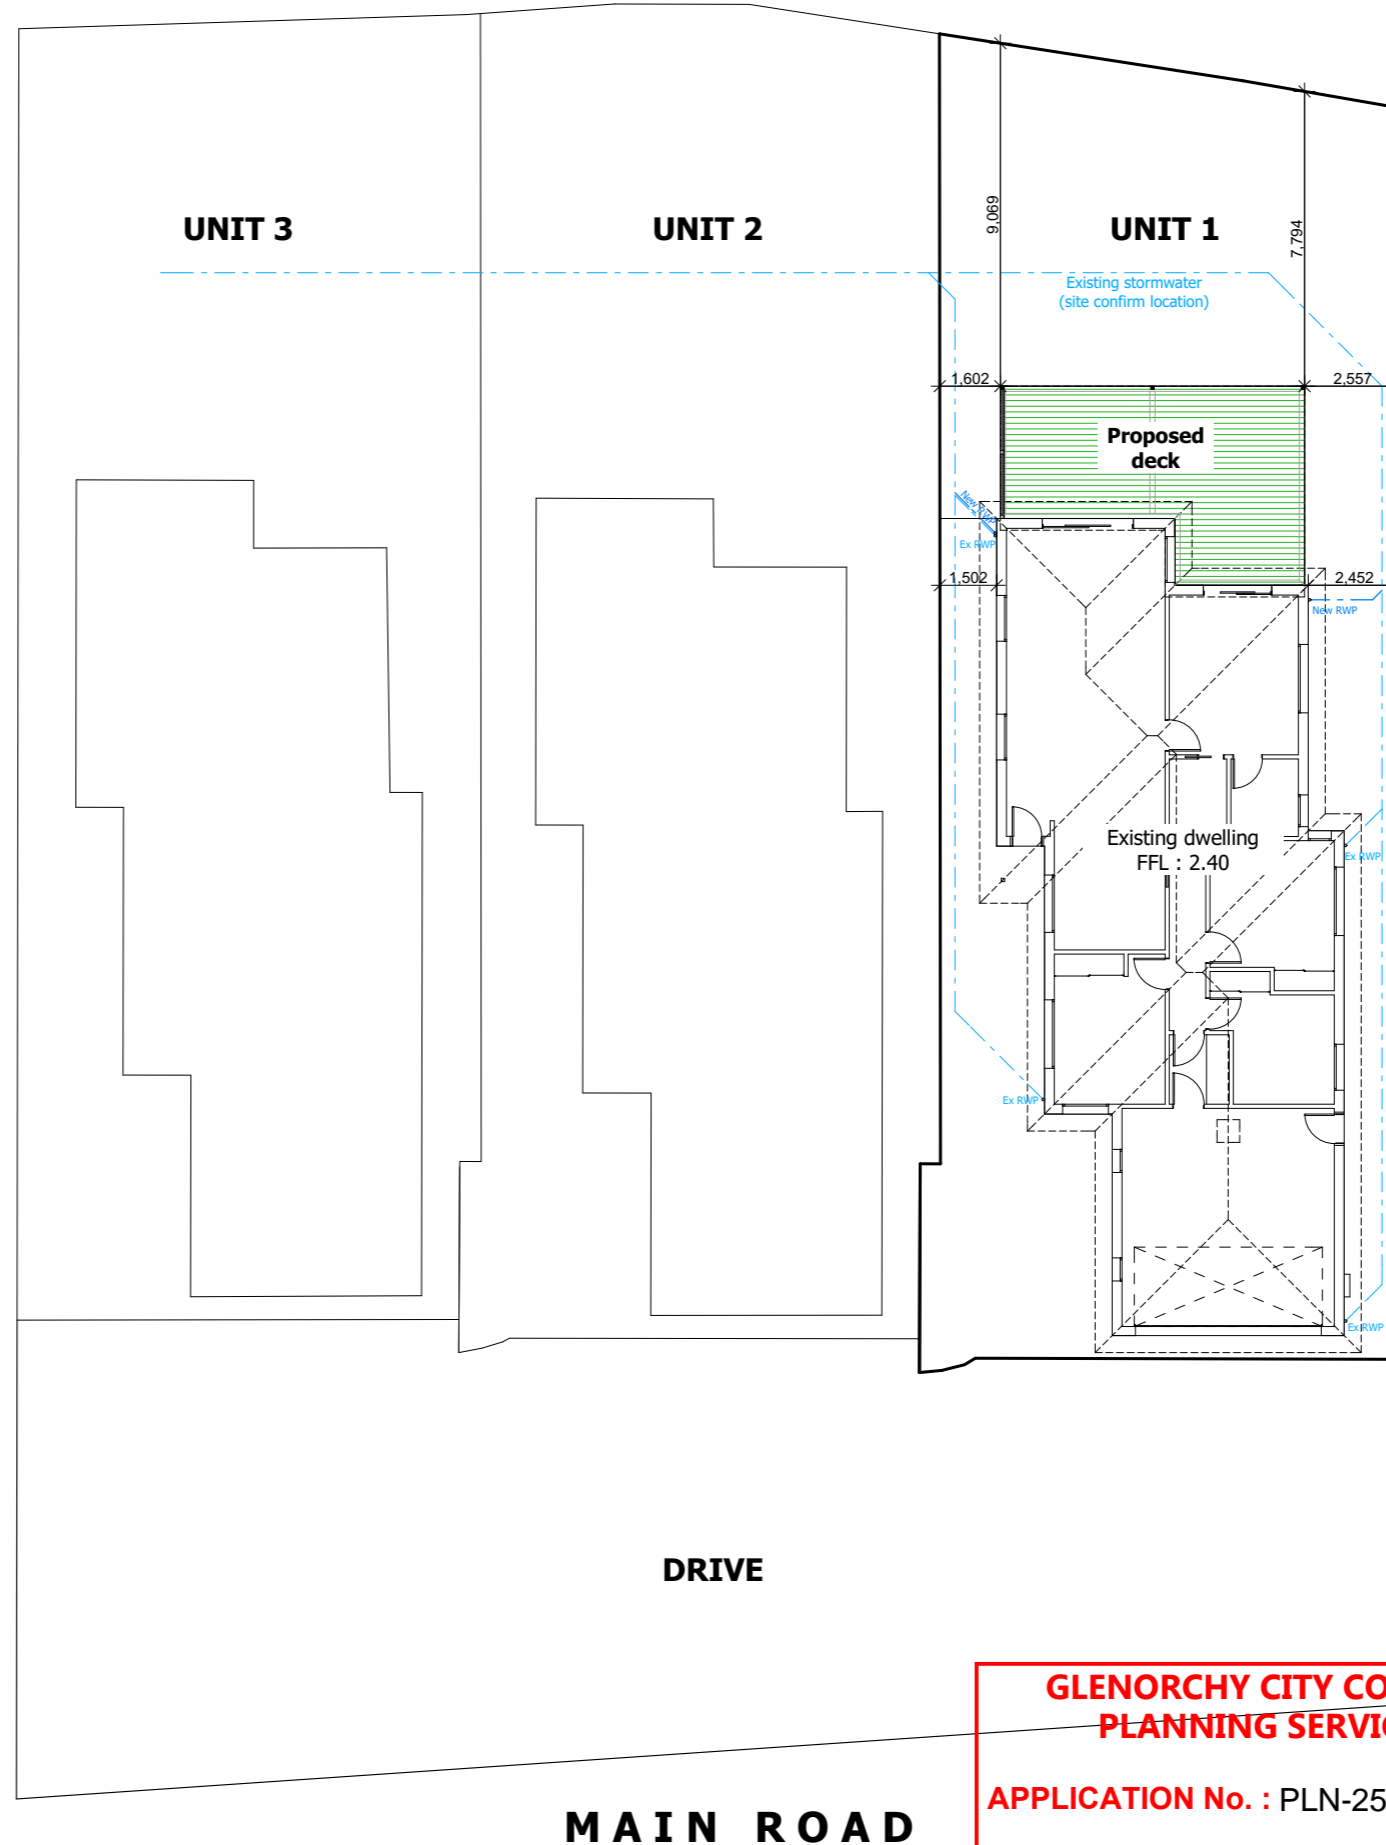 UNIT 3
UNIT 2
UNIT 1
9,069
7,794
Existing stormwater
(site confirm location)
1,602
2,557
Proposed
deck
New RWP
Ex RWP
1,502
2,452
New RWP
Existing dwelling
FFL : 2.40
Ex RWP
Ex RWP
Ex RWP
DRIVE
GLENORCHY CITY CO
PLANNING SERVI
APPLICATION No. : PLN-25
MAIN ROAD